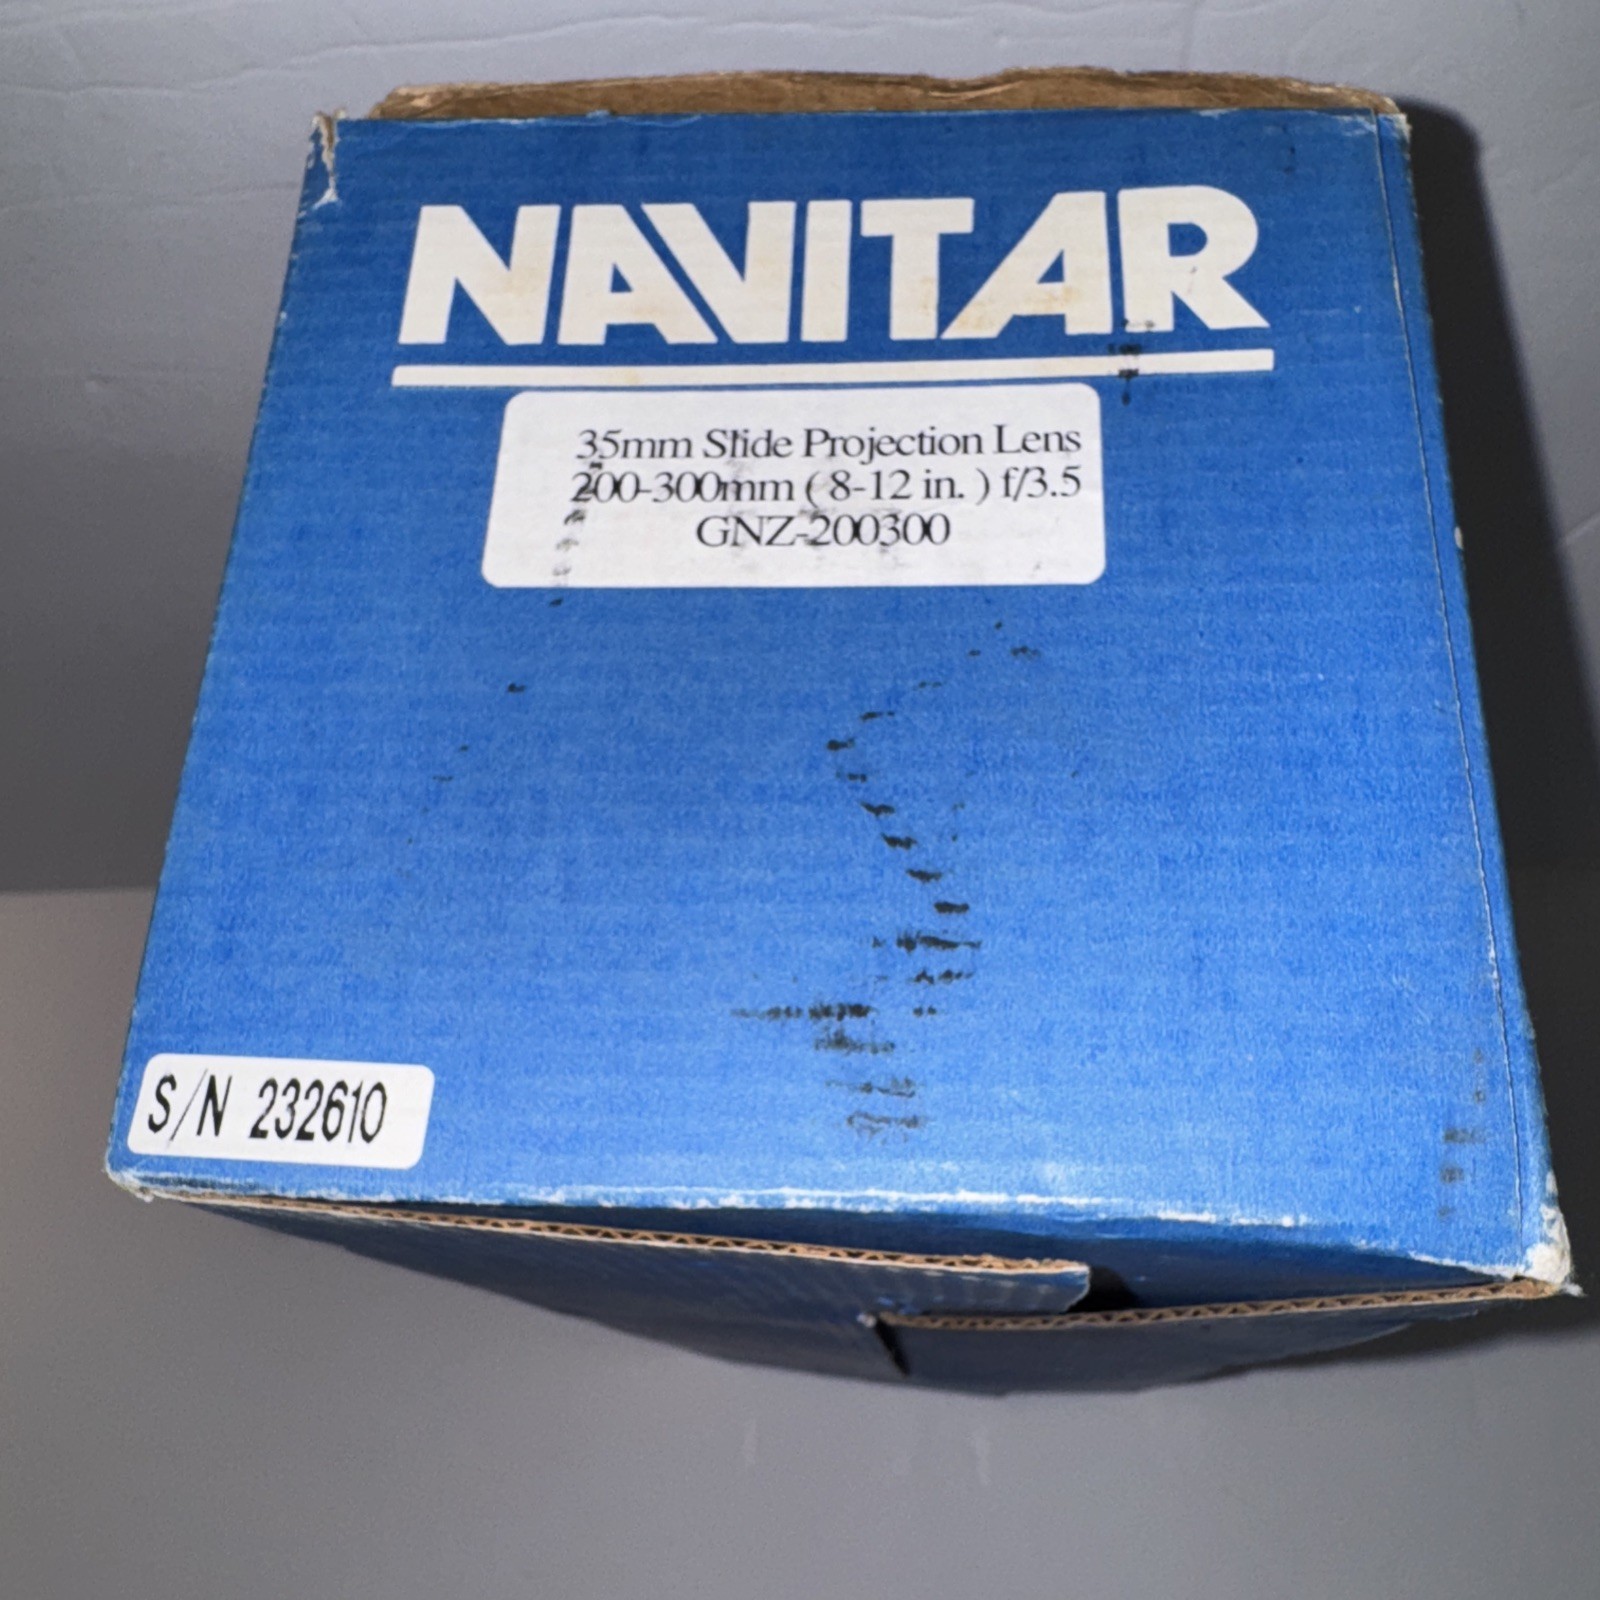 NAVITAR
35mm Slide Projection Lens
200-300mm ( 8-12 in. ) f/3.5
GNZ-200300
S/N 232610